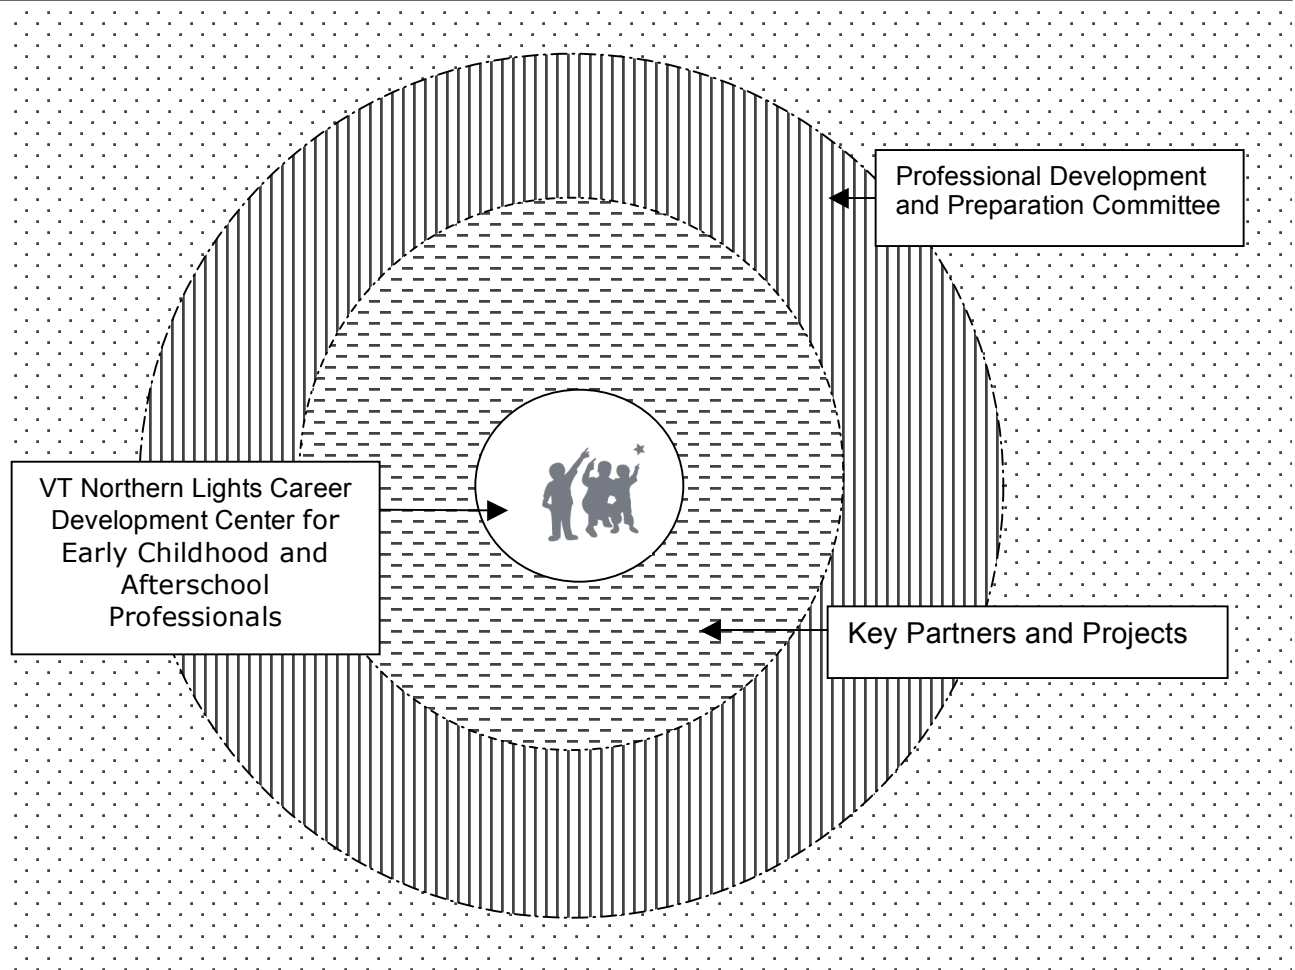 Professional Development
and Preparation Committee
VT Northern Lights Career
Development Center for
Early Childhood and
Afterschool
Professionals
Key Partners and Projects